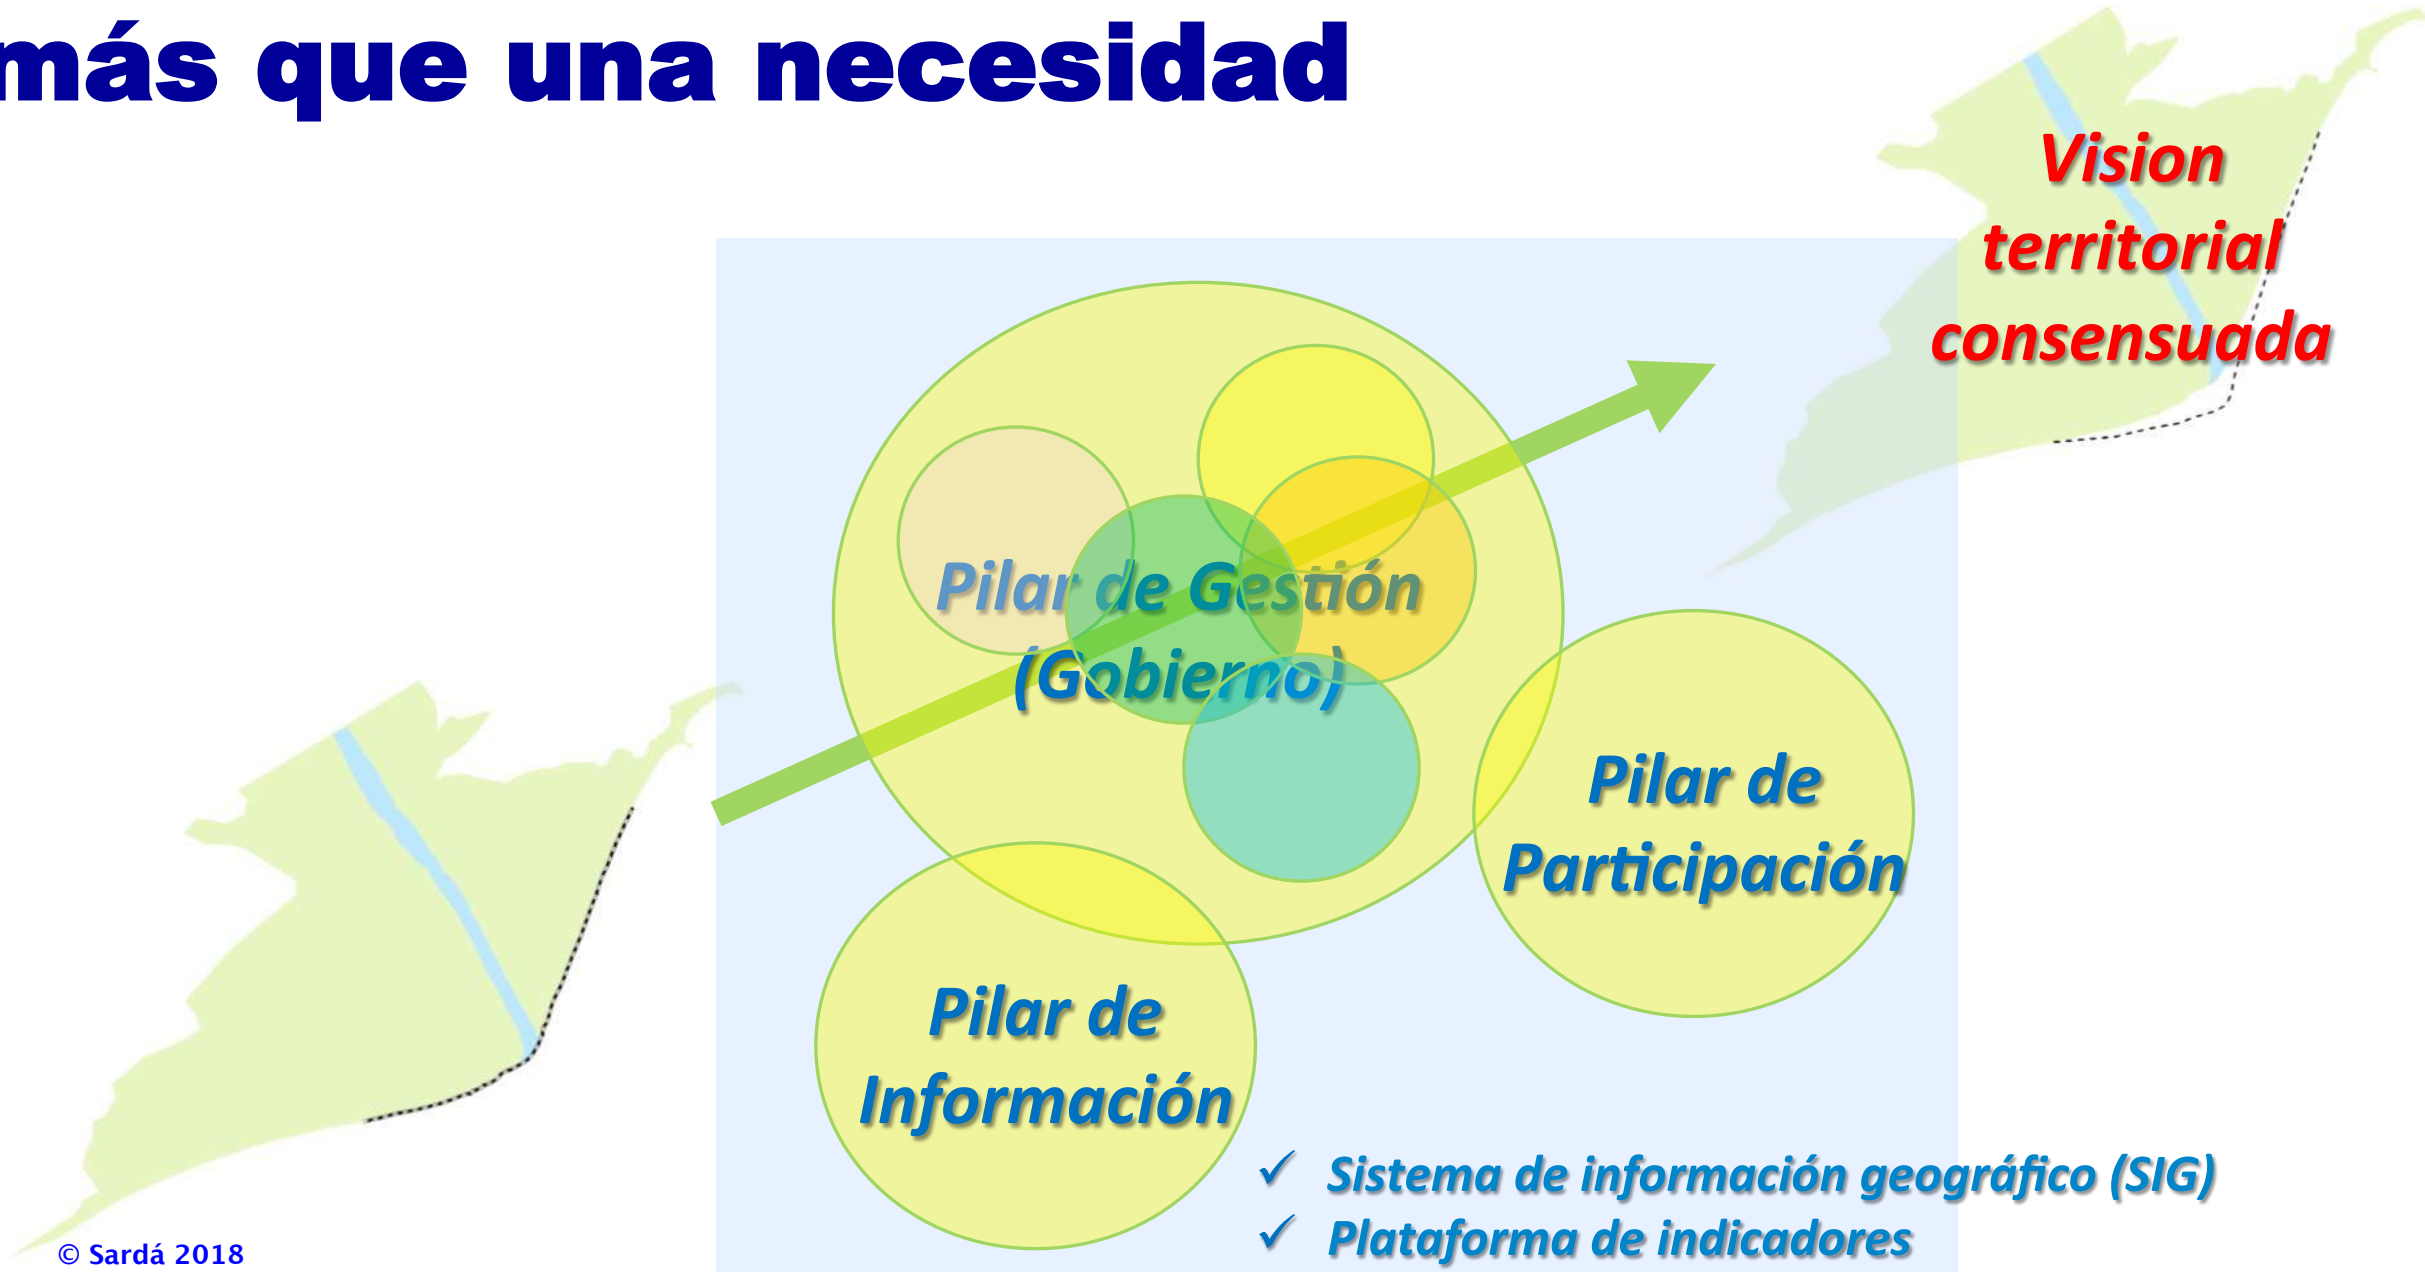 más que una necesidad
Vision
territorial
consensuada
Pilar de Gestión
(Gobierno)
Pilar de
Participación
Pilar de
Información
✓ Sistema de información geográfico (SIG)
✓ Plataforma de indicadores
© Sardá 2018